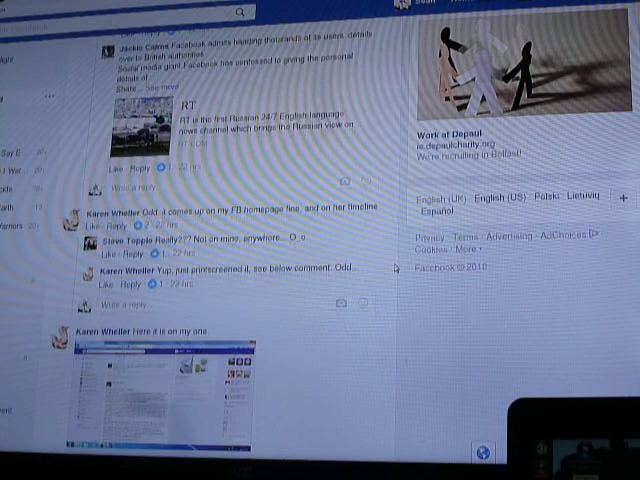 Jackie Cairns Facebook admits handing thousands of its users' details
over to British authorities
Social media giant Facebook has confessed to giving the personal
details of
Share... See more
RT
RT is the first Russian 24/7 English-language
news channel which brings the Russian view on...
RT.COM
Like · Reply · 1 · 22 hrs
Write a reply...
Karen Wheller Odd, it comes up on my FB homepage fine, and on her timeline
Like · Reply · 2 · 22 hrs
Steve Topple Really??? Not on mine, anywhere... O_o
Like · Reply · 1 · 22 hrs
Karen Wheller Yup, just printscreened it, see below comment. Odd...
Like · Reply · 1 · 22 hrs
Write a reply...
Karen Wheller Here it is on my one.
Work at Depaul
ie.depaulcharity.org
We're recruiting in Belfast!
English (UK) · English (US) · Polski · Lietuvių ·
Español
Privacy · Terms · Advertising · AdChoices
Cookies · More
Facebook © 2016